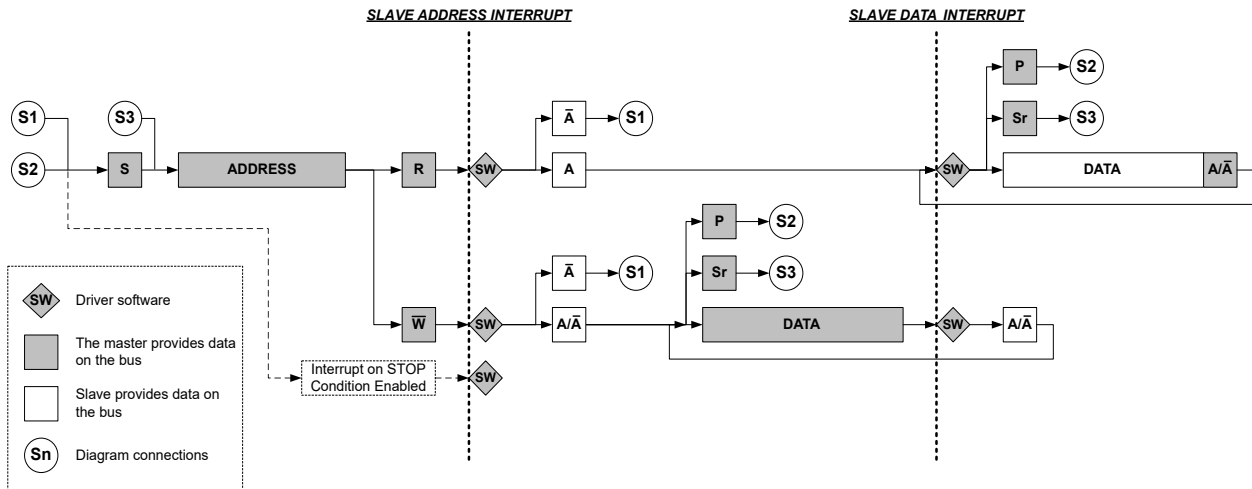 SLAVE ADDRESS INTERRUPT
SLAVE DATA INTERRUPT
P
S2
S1
S3
A̅
S1
Sr
S3
S2
S
ADDRESS
R
SW
A
SW
DATA
A/A̅
P
S2
A̅
S1
Sr
S3
W̅
SW
A/A̅
DATA
SW
A/A̅
Interrupt on STOP
Condition Enabled
SW
SW
Driver software
The master provides data
on the bus
Slave provides data on
the bus
Sn
Diagram connections